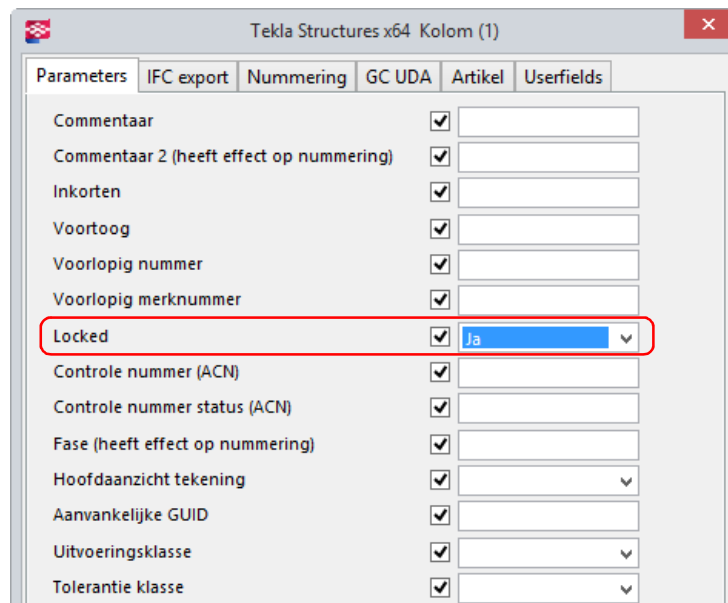 Tekla Structures x64 Kolom (1)
Parameters IFC export Nummering GC UDA Artikel Userfields
Commentaar
Commentaar 2 (heeft effect op nummering)
Inkorten
Voortoog
Voorlopig nummer
Voorlopig merknummer
Locked Ja
Controle nummer (ACN)
Controle nummer status (ACN)
Fase (heeft effect op nummering)
Hoofdaanzicht tekening
Aanvankelijke GUID
Uitvoeringsklasse
Tolerantie klasse